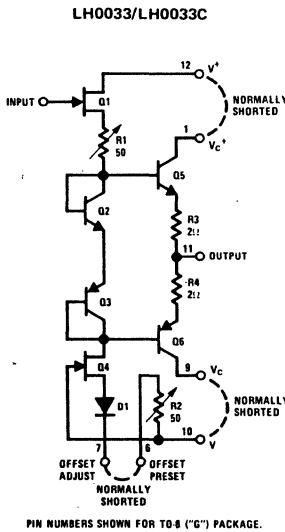 LH0033/LH0033C
12 V+
INPUT
Q1
NORMALLY
SHORTED
R1
50
1
VC+
Q5
Q2
R3
2Ω
11 OUTPUT
R4
2Ω
Q3
Q6
Q4
9 VC
D1
R2
50
NORMALLY
SHORTED
7
6
10
V
OFFSET
ADJUST
OFFSET
PRESET
NORMALLY
SHORTED
PIN NUMBERS SHOWN FOR TO-8 ("G") PACKAGE.